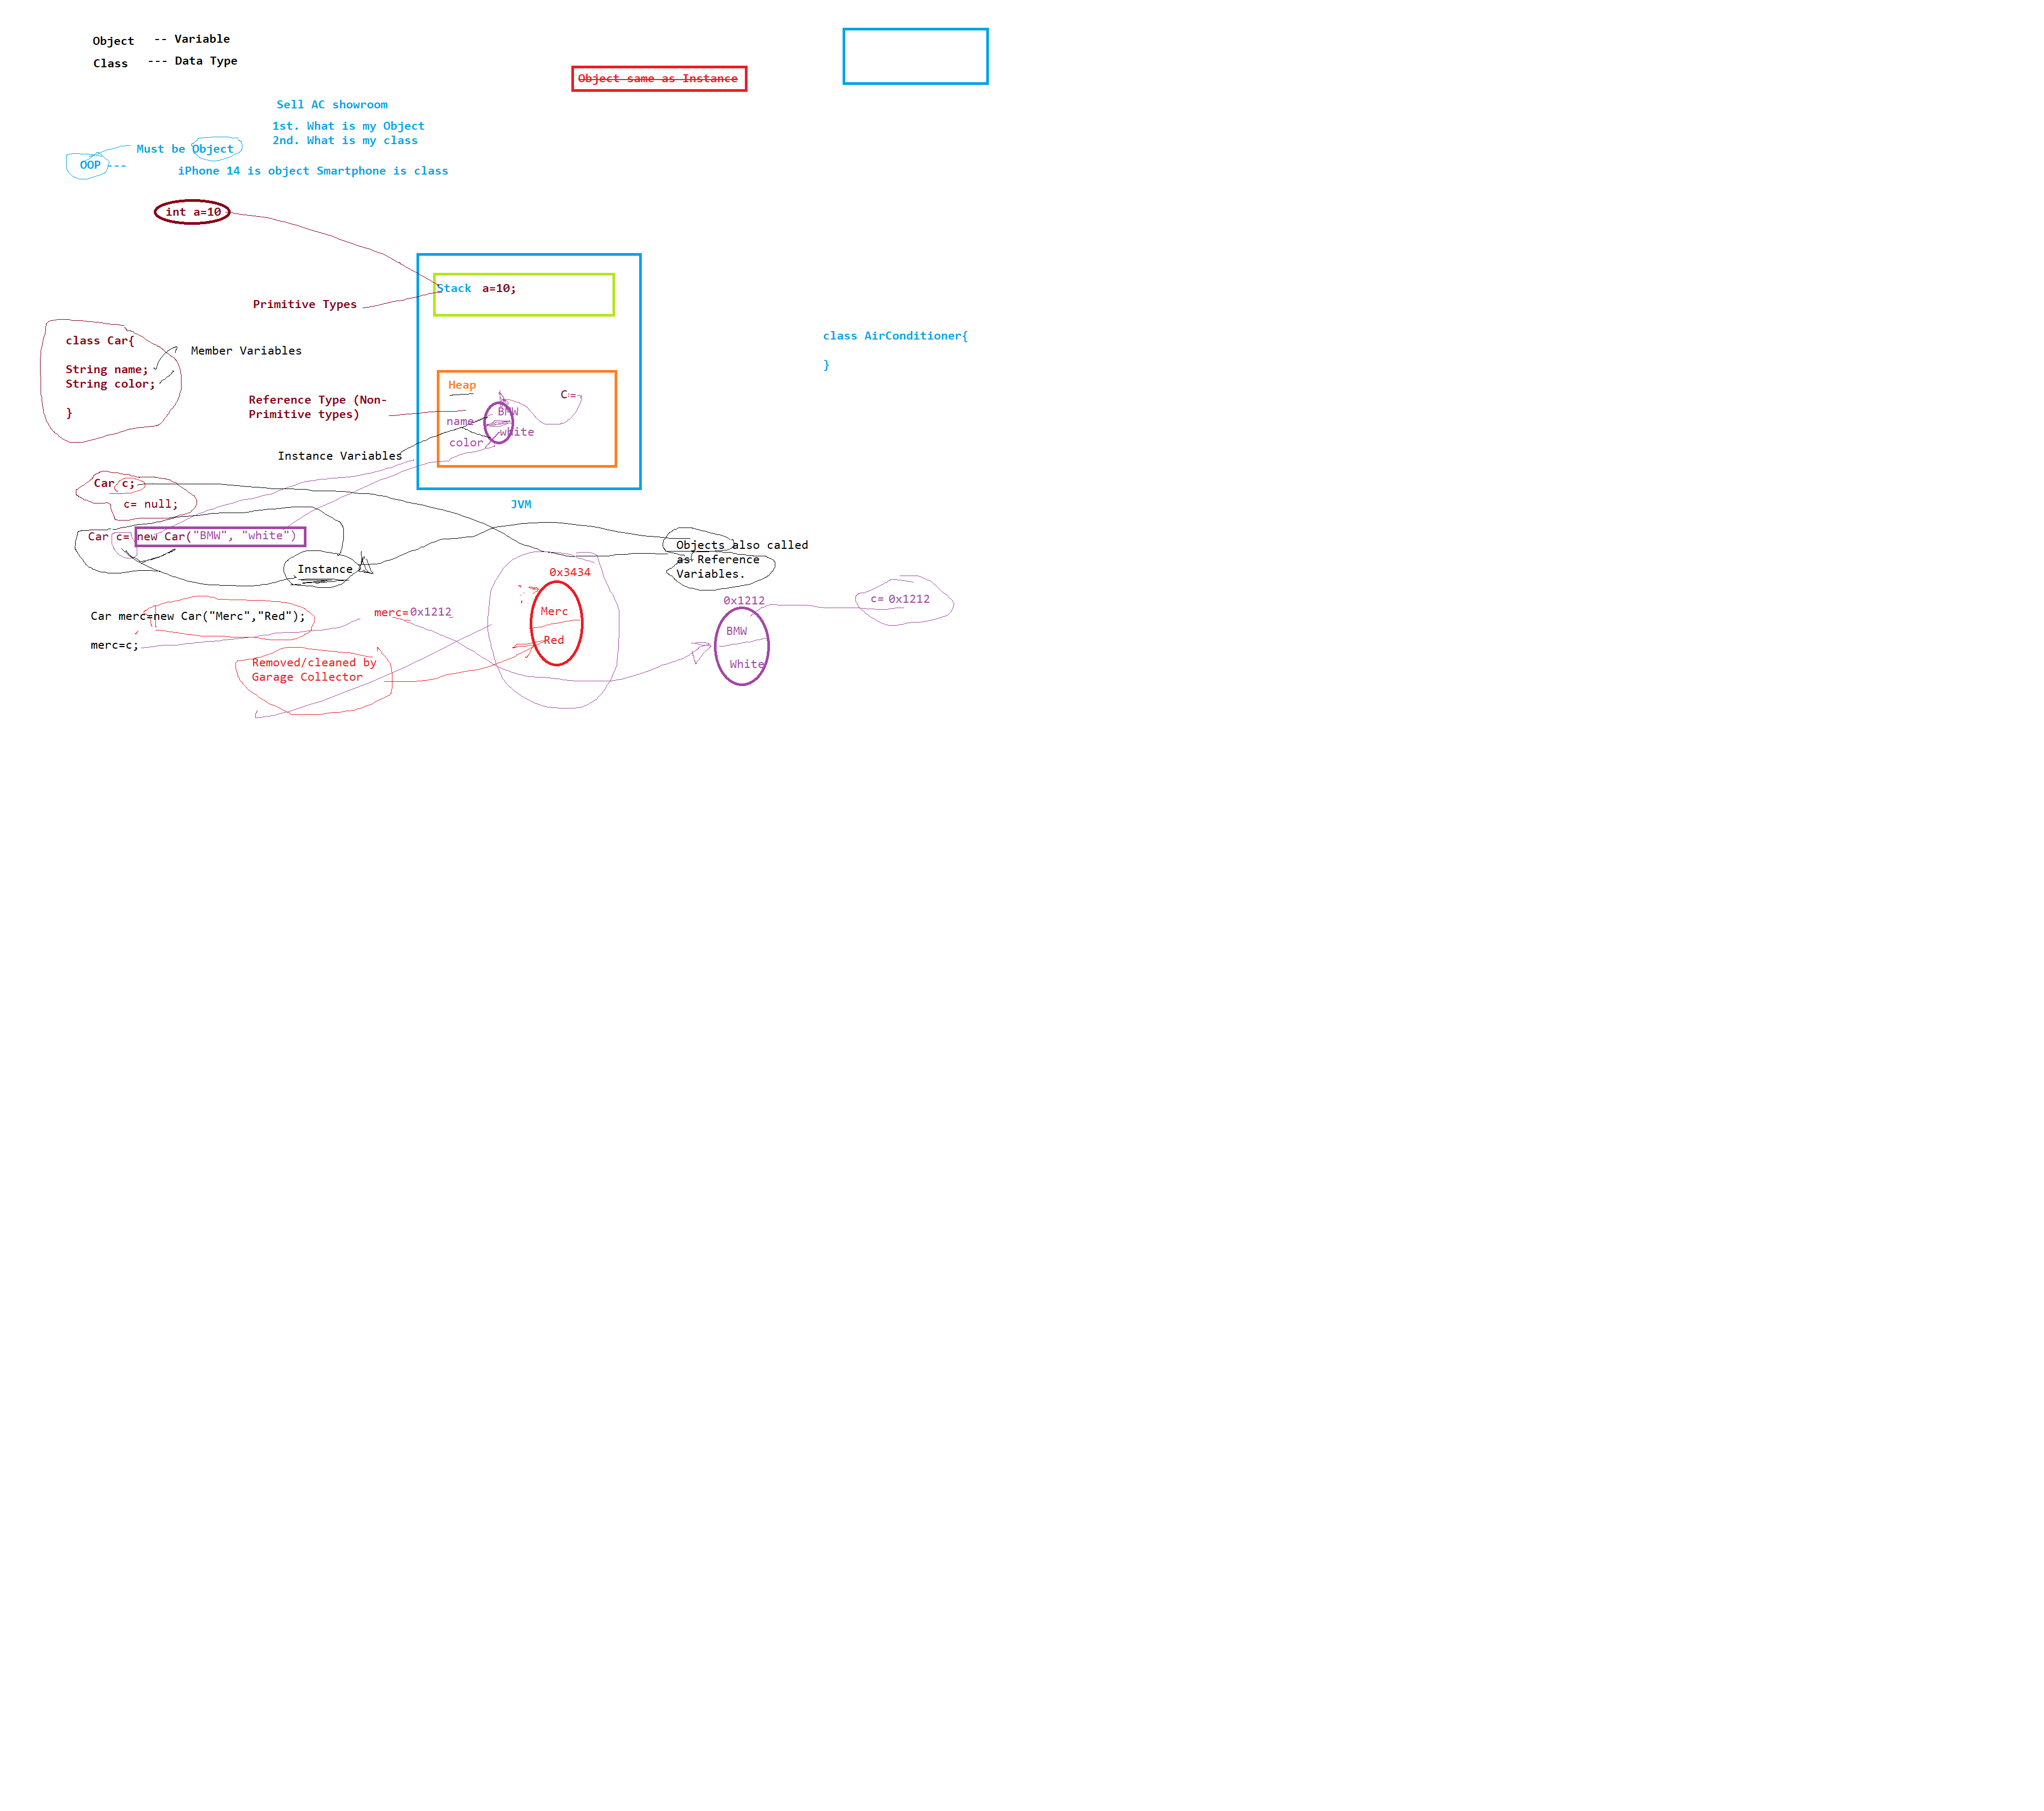 Object -- Variable
Class --- Data Type
Object same as Instance
Sell AC showroom
1st. What is my Object
2nd. What is my class
Must be Object
OOP ---
iPhone 14 is object Smartphone is class
int a=10
Stack a=10;
Primitive Types
class Car{
String name;
String color;
}
Member Variables
class AirConditioner{
}
Heap
C=
Reference Type (Non-
Primitive types)
BMW
name
white
color
Instance Variables
Car c;
c= null;
JVM
Car c= new Car("BMW", "white")
Instance
Objects also called
as Reference
Variables.
0x3434
Merc
Red
0x1212
BMW
White
c= 0x1212
Car merc=new Car("Merc","Red");
merc=0x1212
merc=c;
Removed/cleaned by
Garage Collector